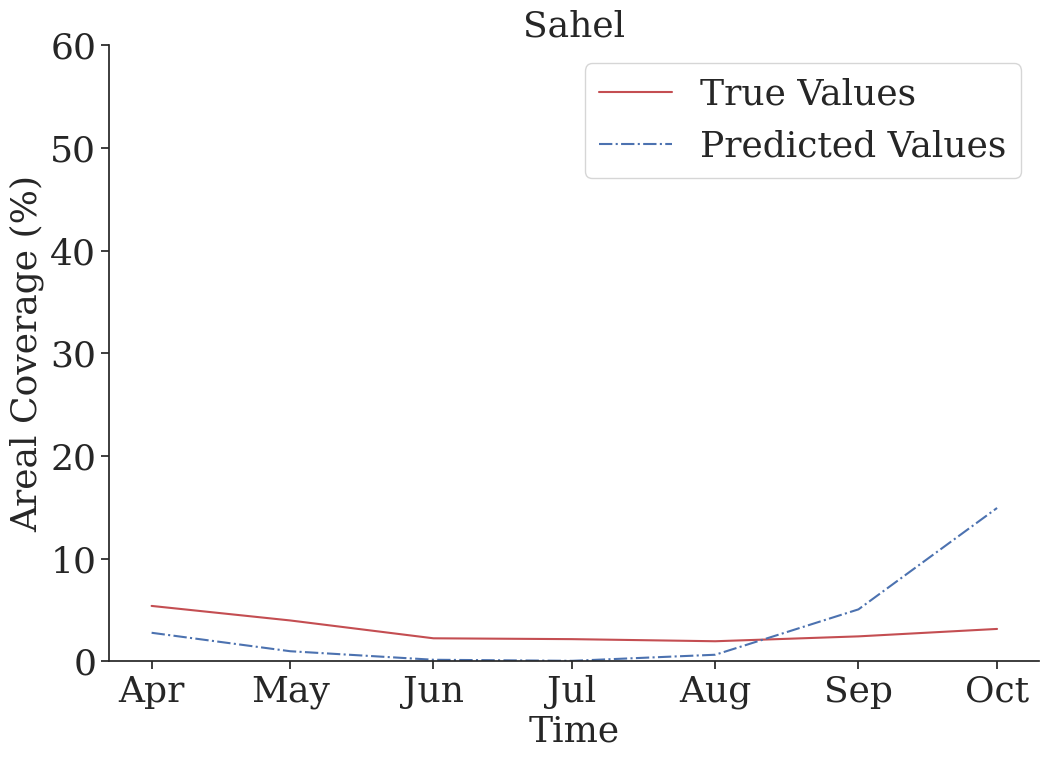 Sahel
60
50
40
30
20
10
0
Areal Coverage (%)
True Values
Predicted Values
Apr May Jun Jul Aug Sep Oct
Time